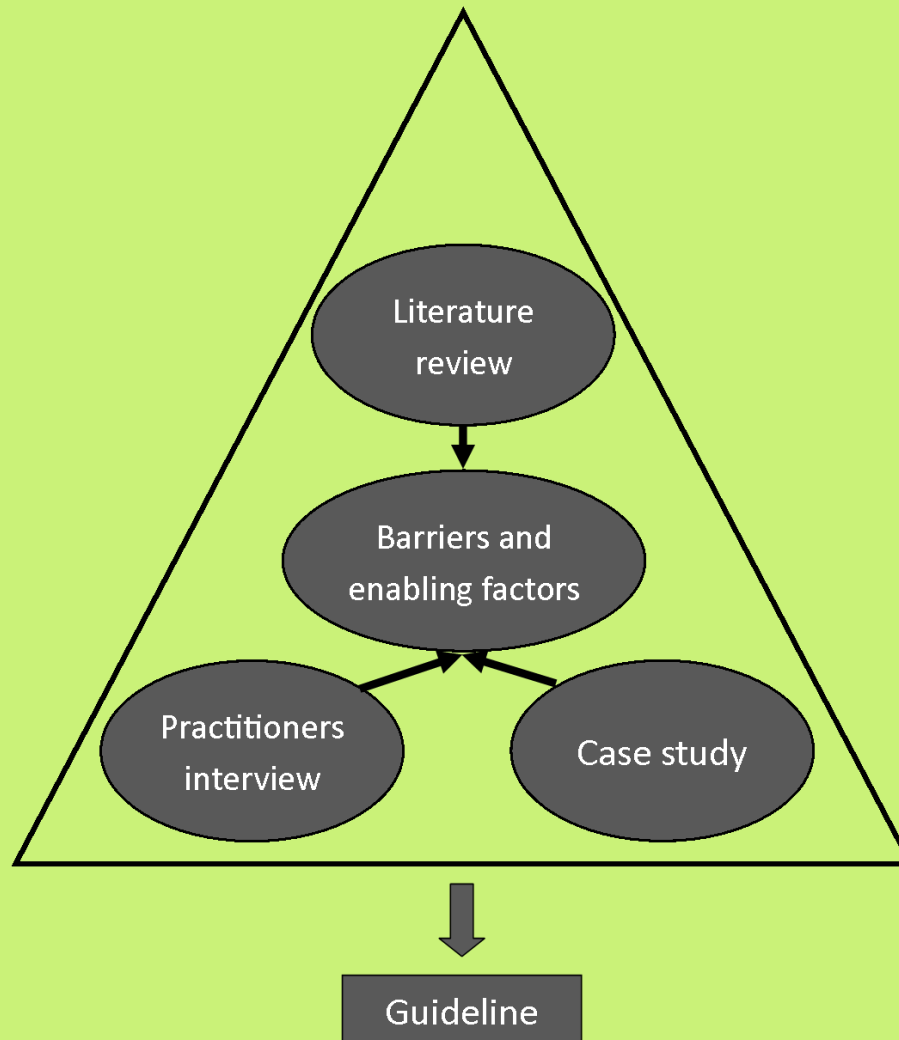 Literature
review
Barriers and
enabling factors
Practitioners
interview
Case study
Guideline